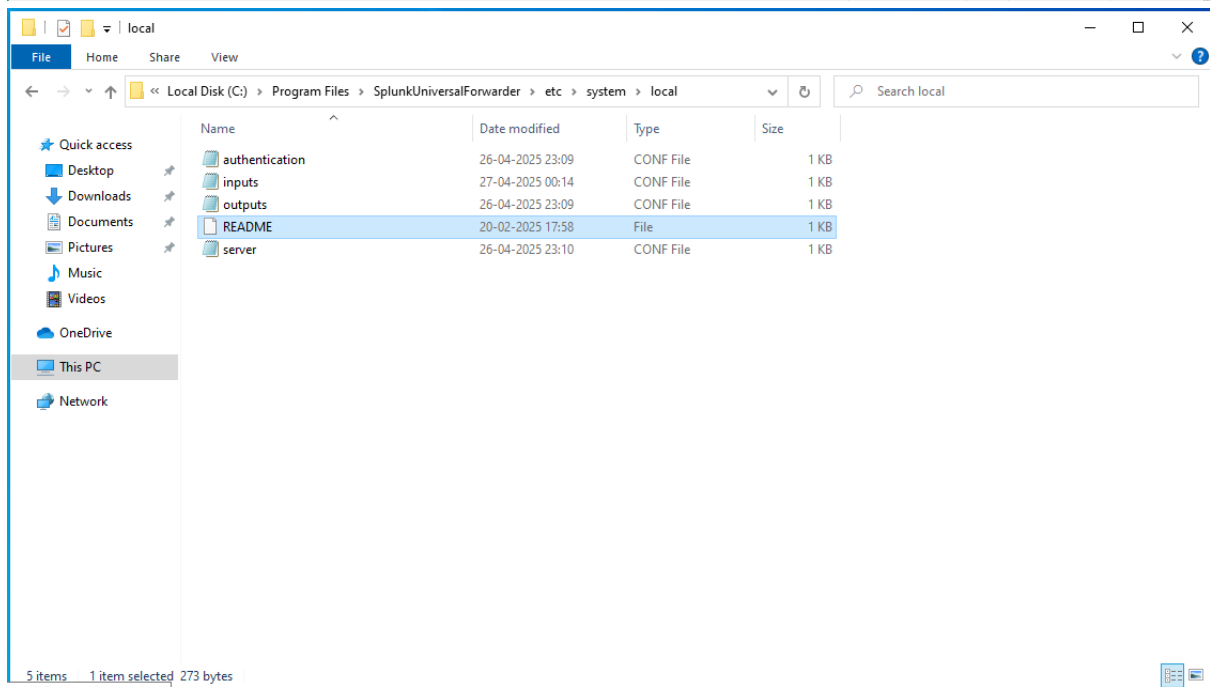 local
File Home Share View
« Local Disk (C:) > Program Files > SplunkUniversalForwarder > etc > system > local
Search local
Name Date modified Type Size
Quick access
Desktop
Downloads
Documents
Pictures
Music
Videos
OneDrive
This PC
Network
authentication 26-04-2025 23:09 CONF File 1 KB
inputs 27-04-2025 00:14 CONF File 1 KB
outputs 26-04-2025 23:09 CONF File 1 KB
README 20-02-2025 17:58 File 1 KB
server 26-04-2025 23:10 CONF File 1 KB
5 items 1 item selected 273 bytes